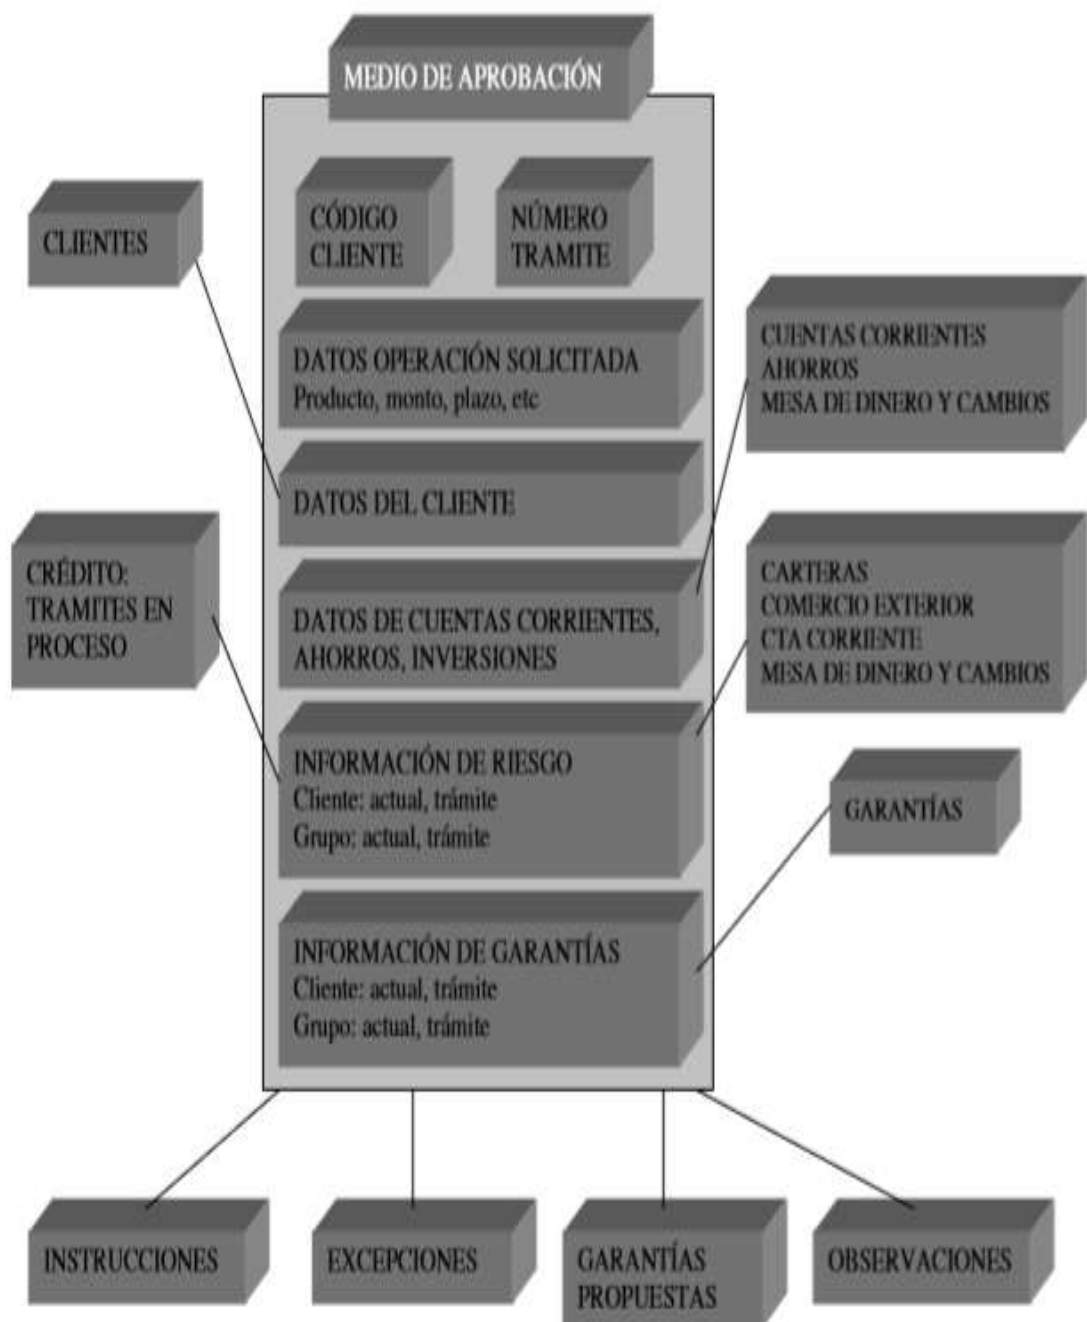 MEDIO DE APROBACIÓN
CÓDIGO
CLIENTE
NÚMERO
TRAMITE
CLIENTES
DATOS OPERACIÓN SOLICITADA
Producto, monto, plazo, etc
CUENTAS CORRIENTES
AHORROS
MESA DE DINERO Y CAMBIOS
DATOS DEL CLIENTE
CRÉDITO:
TRAMITES EN
PROCESO
DATOS DE CUENTAS CORRIENTES,
AHORROS, INVERSIONES
CARTERAS
COMERCIO EXTERIOR
CTA CORRIENTE
MESA DE DINERO Y CAMBIOS
INFORMACIÓN DE RIESGO
Cliente: actual, trámite
Grupo: actual, trámite
GARANTÍAS
INFORMACIÓN DE GARANTÍAS
Cliente: actual, trámite
Grupo: actual, trámite
INSTRUCCIONES
EXCEPCIONES
GARANTÍAS
PROPUESTAS
OBSERVACIONES